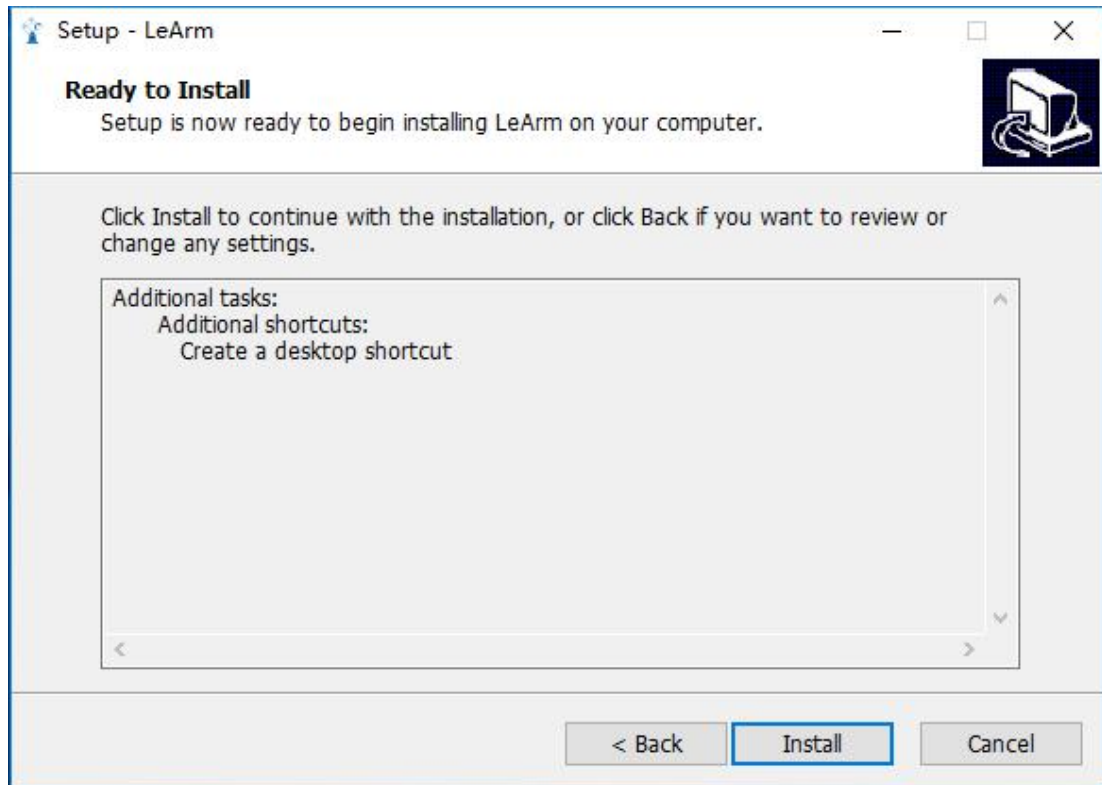 Setup - LeArm
Ready to Install
Setup is now ready to begin installing LeArm on your computer.
Click Install to continue with the installation, or click Back if you want to review or
change any settings.
Additional tasks:
Additional shortcuts:
Create a desktop shortcut
< Back
Install
Cancel